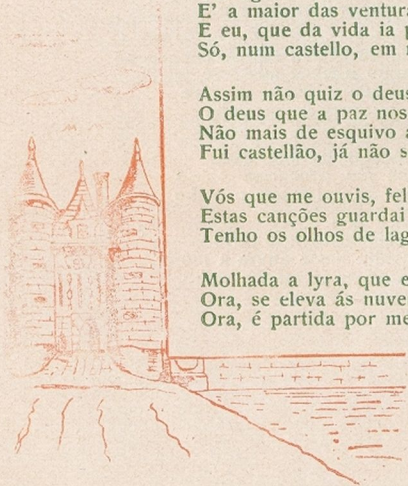 E' a maior das ventura
E eu, que da vida ia
Só, num castello, em
Assim não quiz o deus
O deus que a paz nos
Não mais de esquivo a
Fui castellão, já não s
Vós que me ouvis, fel
Estas canções guardai
Tenho os olhos de lag
Molhada a lyra, que e
Ora, se eleva ás nuve
Ora, é partida por me